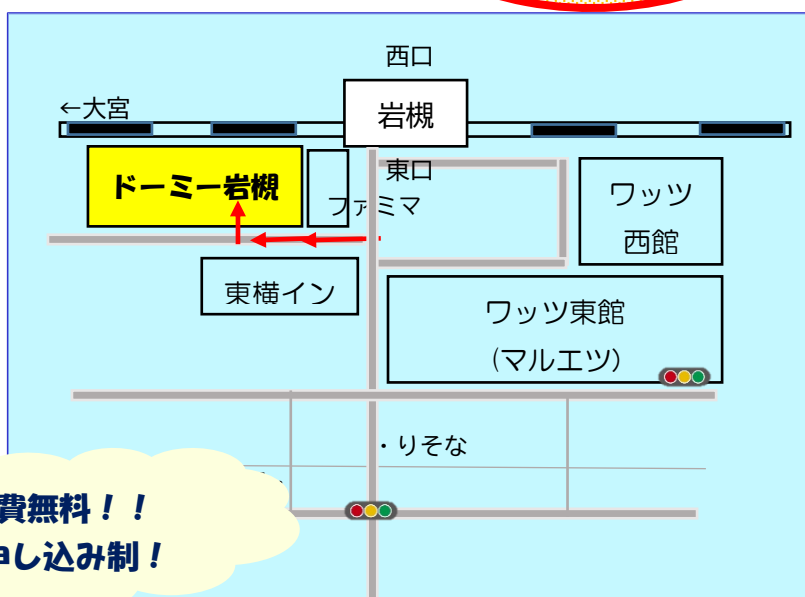 西口
←大宮
岩槻
東口
ドーミー岩槻
ファミマ
ワッツ
西館
東横イン
ワッツ東館
(マルエツ)
・りそな
費無料！！
し込み制！